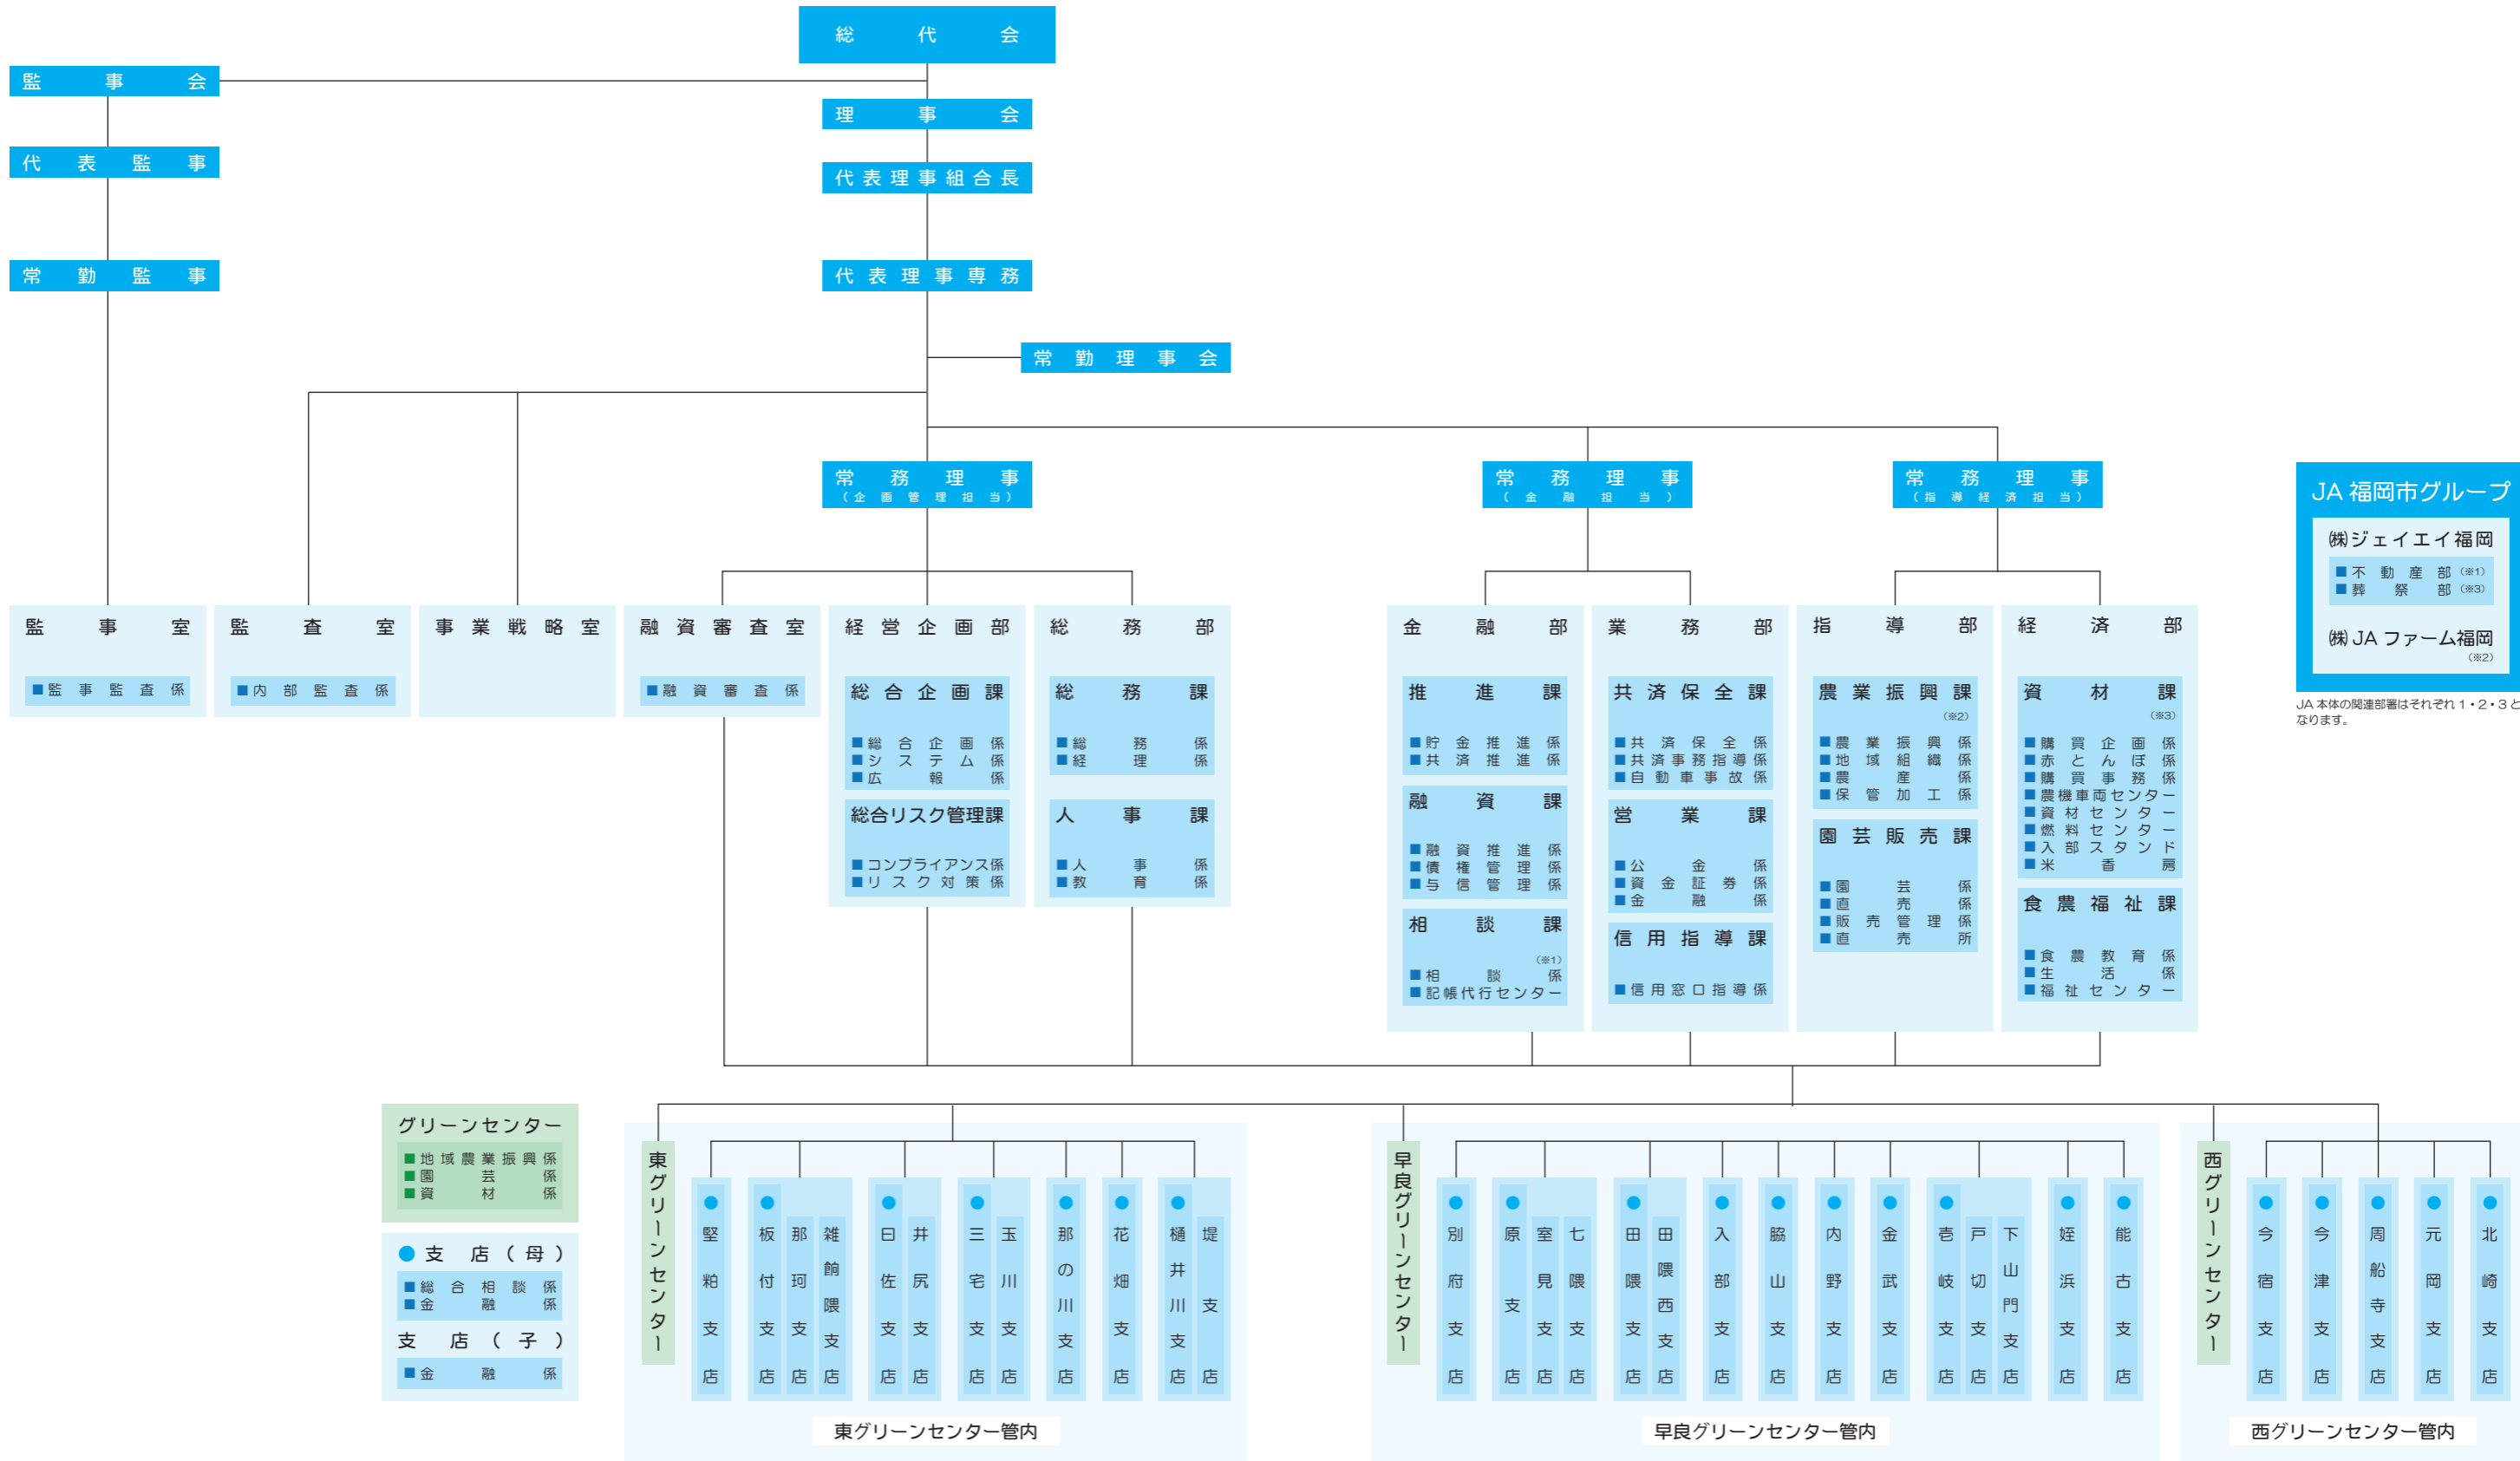 総代会
監事会
理事会
代表監事
代表理事組合長
常勤監事
代表理事専務
常勤理事会
常務理事
(企画管理担当)
常務理事
(金融担当)
常務理事
(指導経済担当)
JA福岡市グループ
㈱ジェイエイ福岡
■不動産部(※1)
■葬祭部(※3)
㈱JAファーム福岡
(※2)
JA本体の関連部署はそれぞれ1・2・3と
なります。
監事室
■監事監査係
監査室
■内部監査係
事業戦略室
融資審査室
■融資審査係
経営企画部
総合企画課
■総合企画係
■システム係
■広報係
総合リスク管理課
■コンプライアンス係
■リスク対策係
総務部
総務課
■総務係
■経理係
人事課
■人事係
■教育係
金融部
推進課
■貯金推進係
■共済推進係
融資課
■融資推進係
■債権管理係
■与信管理係
相談課
(※1)
■相談係
■記帳代行センター
業務部
共済保全課
■共済保全係
■共済事務指導係
■自動車事故係
営業課
■公金係
■資金証券係
■金融係
信用指導課
■信用窓口指導係
指導部
農業振興課
(※2)
■農業振興係
■地域組織係
■農産係
■保管加工係
園芸販売課
■園芸係
■直売係
■販売管理係
■直売所
経済部
資材課
(※3)
■購買企画係
■赤とんぼ係
■購買事務係
■農機車両センター
■資材センター
■燃料センター
■入部スタンド
■米香房
食農福祉課
■食農教育係
■生活係
■福祉センター
グリーンセンター
■地域農業振興係
■園芸係
■資材係
●支店(母)
■総合相談係
■金融係
支店(子)
■金融係
東グリーンセンター
●堅粕支店
●板付支店
那珂支店
雑餉隈支店
●曰佐支店
井尻支店
●三宅支店
玉川支店
●那の川支店
●花畑支店
●樋井川支店
堤支店
東グリーンセンター管内
早良グリーンセンター
●別府支店
●原支店
室見支店
七隈支店
●田隈支店
田隈西支店
●入部支店
●脇山支店
●内野支店
●金武支店
●壱岐支店
戸切支店
下山門支店
●姪浜支店
●能古支店
早良グリーンセンター管内
西グリーンセンター
●今宿支店
●今津支店
●周船寺支店
●元岡支店
●北崎支店
西グリーンセンター管内